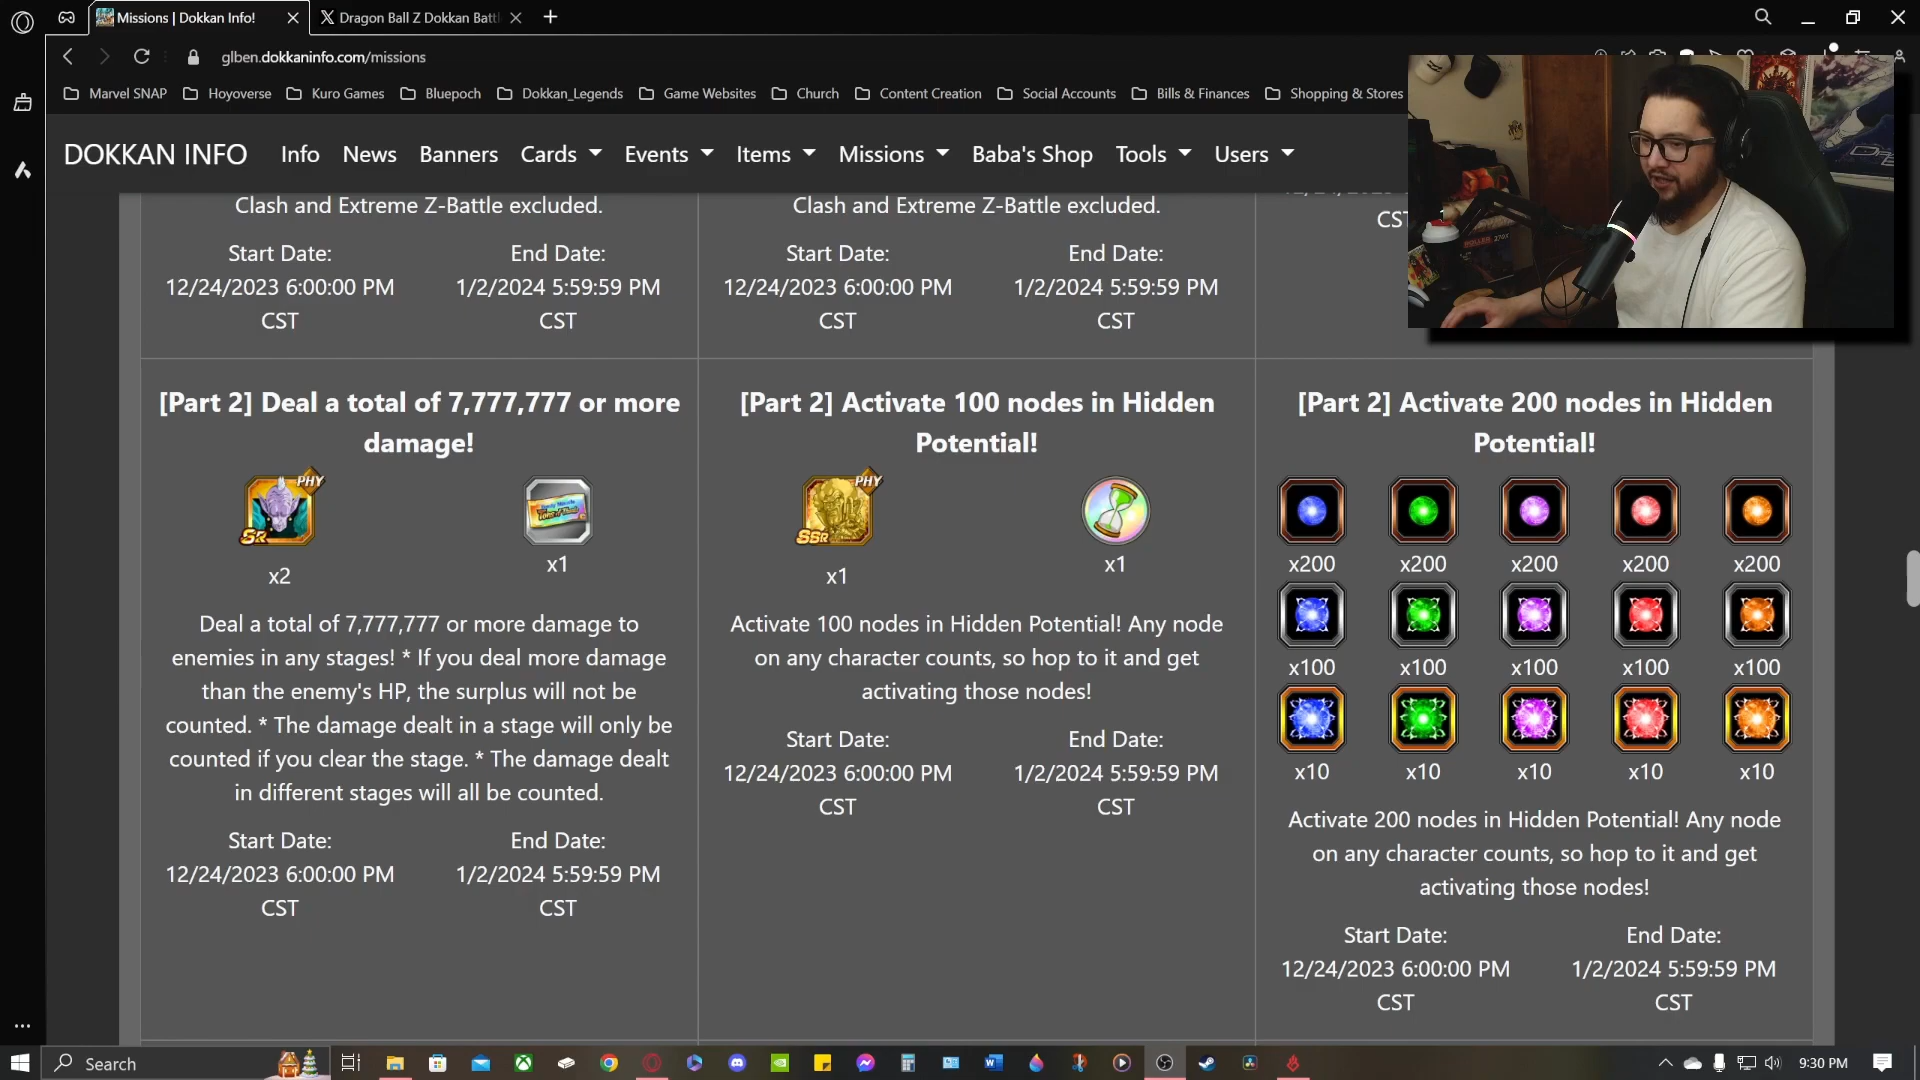 Missions | Dokkan Info!
Dragon Ball Z Dokkan Battl
glben.dokkaninfo.com/missions
Marvel SNAP
Hoyoverse
Kuro Games
Bluepoch
Dokkan_Legends
Game Websites
Church
Content Creation
Social Accounts
Bills & Finances
Shopping & Stores
DOKKAN INFO
Info
News
Banners
Cards
Events
Items
Missions
Baba's Shop
Tools
Users
Clash and Extreme Z-Battle excluded.
Start Date:
End Date:
12/24/2023 6:00:00 PM
1/2/2024 5:59:59 PM
CST
CST
Clash and Extreme Z-Battle excluded.
Start Date:
End Date:
12/24/2023 6:00:00 PM
1/2/2024 5:59:59 PM
CST
CST
[Part 2] Deal a total of 7,777,777 or more
damage!
PHY
SR
x2
x1
Deal a total of 7,777,777 or more damage to
enemies in any stages! * If you deal more damage
than the enemy's HP, the surplus will not be
counted. * The damage dealt in a stage will only be
counted if you clear the stage. * The damage dealt
in different stages will all be counted.
Start Date:
End Date:
12/24/2023 6:00:00 PM
1/2/2024 5:59:59 PM
CST
CST
[Part 2] Activate 100 nodes in Hidden
Potential!
PHY
SSR
x1
x1
Activate 100 nodes in Hidden Potential! Any node
on any character counts, so hop to it and get
activating those nodes!
Start Date:
End Date:
12/24/2023 6:00:00 PM
1/2/2024 5:59:59 PM
CST
CST
[Part 2] Activate 200 nodes in Hidden
Potential!
x200
x200
x200
x200
x200
x100
x100
x100
x100
x100
x10
x10
x10
x10
x10
Activate 200 nodes in Hidden Potential! Any node
on any character counts, so hop to it and get
activating those nodes!
Start Date:
End Date:
12/24/2023 6:00:00 PM
1/2/2024 5:59:59 PM
CST
CST
Search
9:30 PM